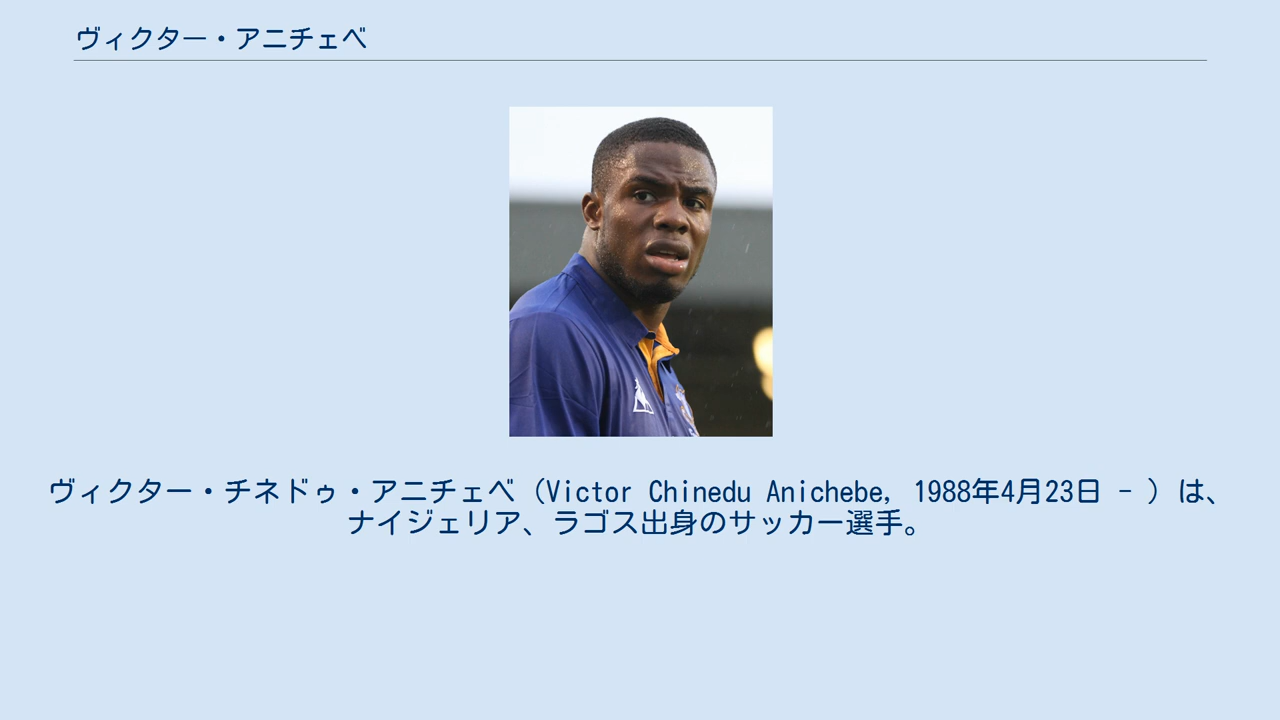 ヴィクター・アニチェベ
ヴィクター・チネドゥ・アニチェベ（Victor Chinedu Anichebe, 1988年4月23日 - ）は、
ナイジェリア、ラゴス出身のサッカー選手。